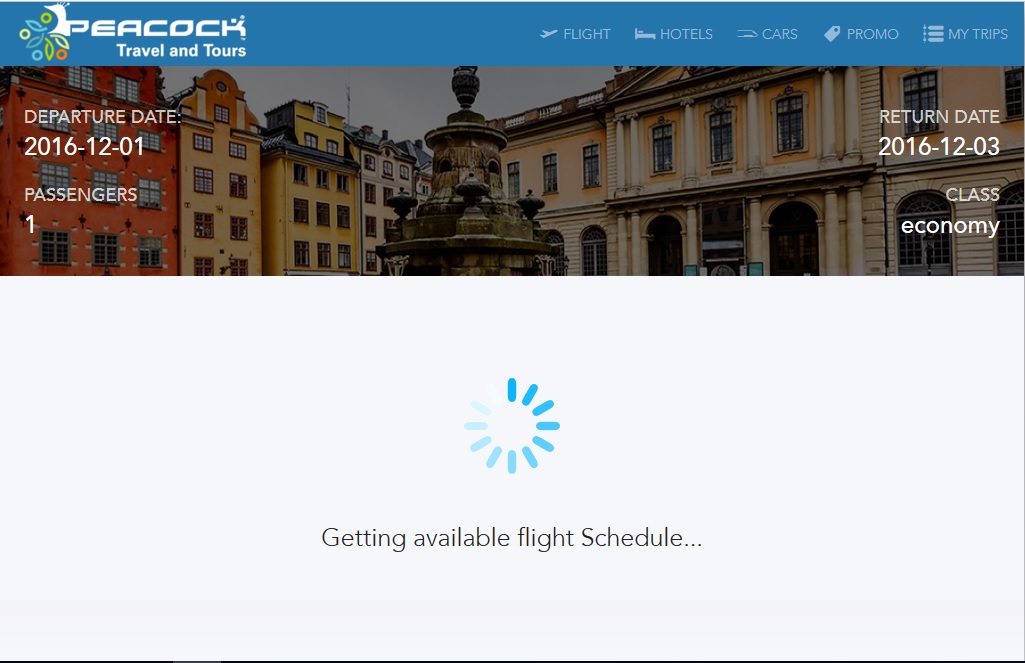 PEACOCK
Travel and Tours
FLIGHT
HOTELS
CARS
PROMO
MY TRIPS
DEPARTURE DATE:
2016-12-01
PASSENGERS
1
RETURN DATE
2016-12-03
CLASS
economy
Getting available flight Schedule...